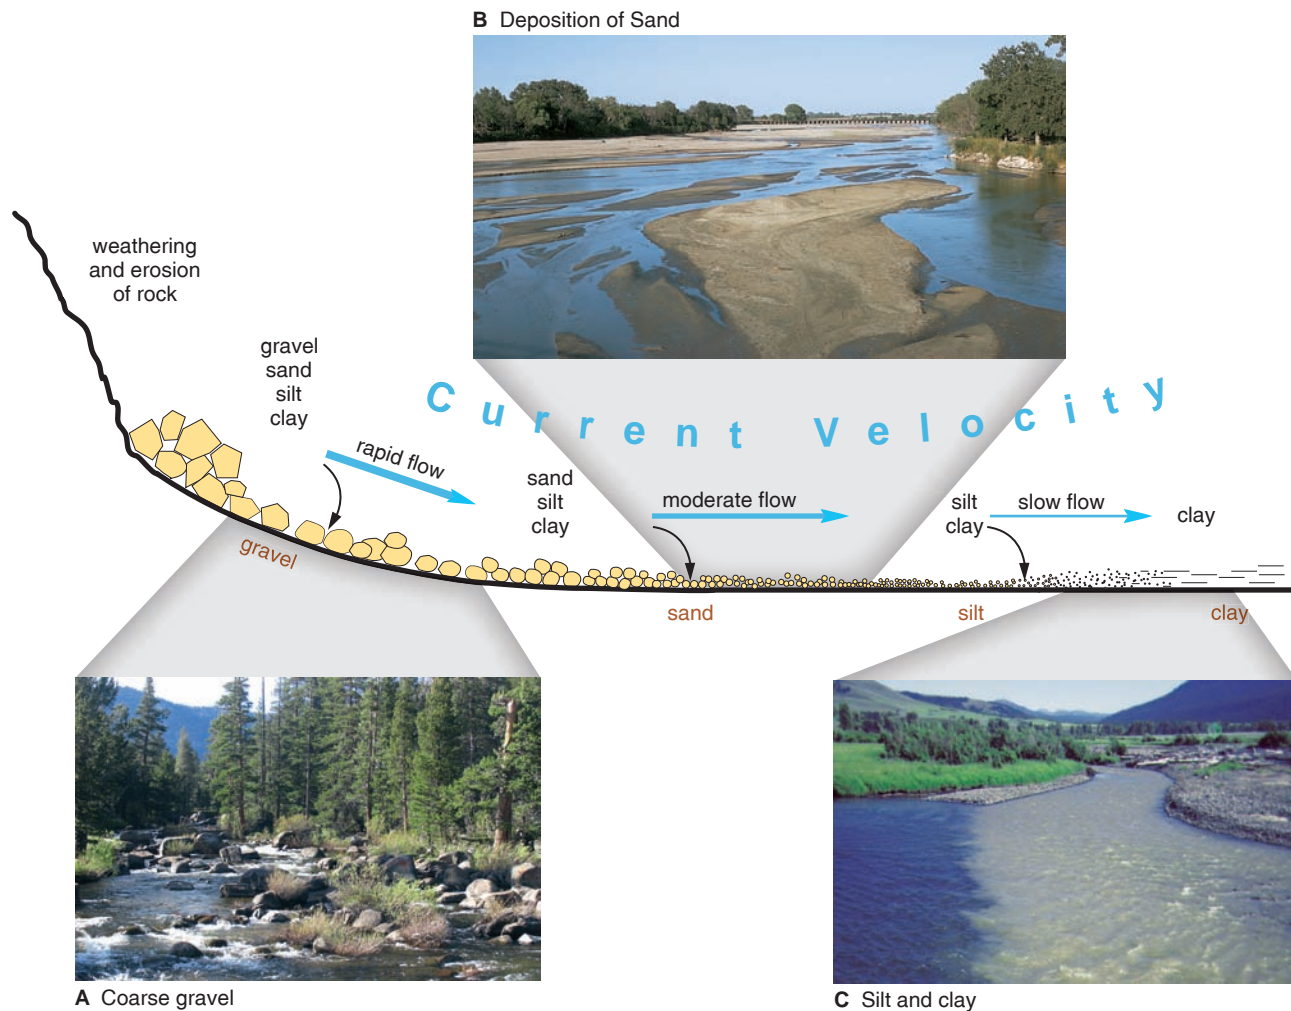 B Deposition of Sand
weathering
and erosion
of rock
gravel
sand
silt
clay
Current Velocity
rapid flow
sand
silt
clay
moderate flow
silt
clay
slow flow
clay
gravel
sand
silt
clay
A Coarse gravel
C Silt and clay